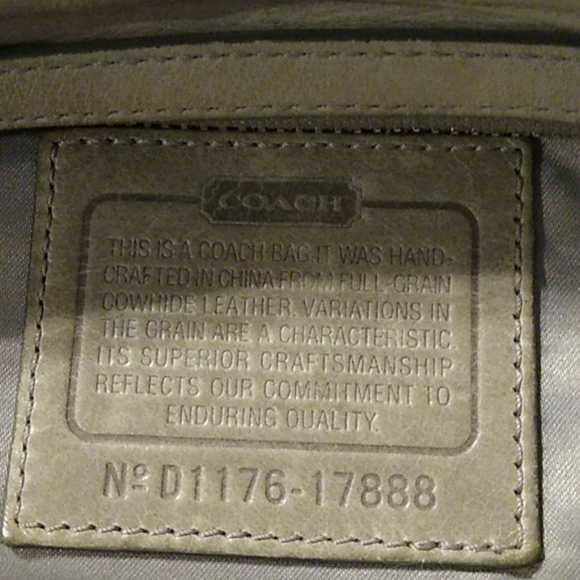 COACH
THIS IS A COACH BAG. IT WAS HAND-
CRAFTED IN CHINA FROM FULL-GRAIN
COWHIDE LEATHER. VARIATIONS IN
THE GRAIN ARE A CHARACTERISTIC.
ITS SUPERIOR CRAFTSMANSHIP
REFLECTS OUR COMMITMENT TO
ENDURING QUALITY.
Nº D1176-17888